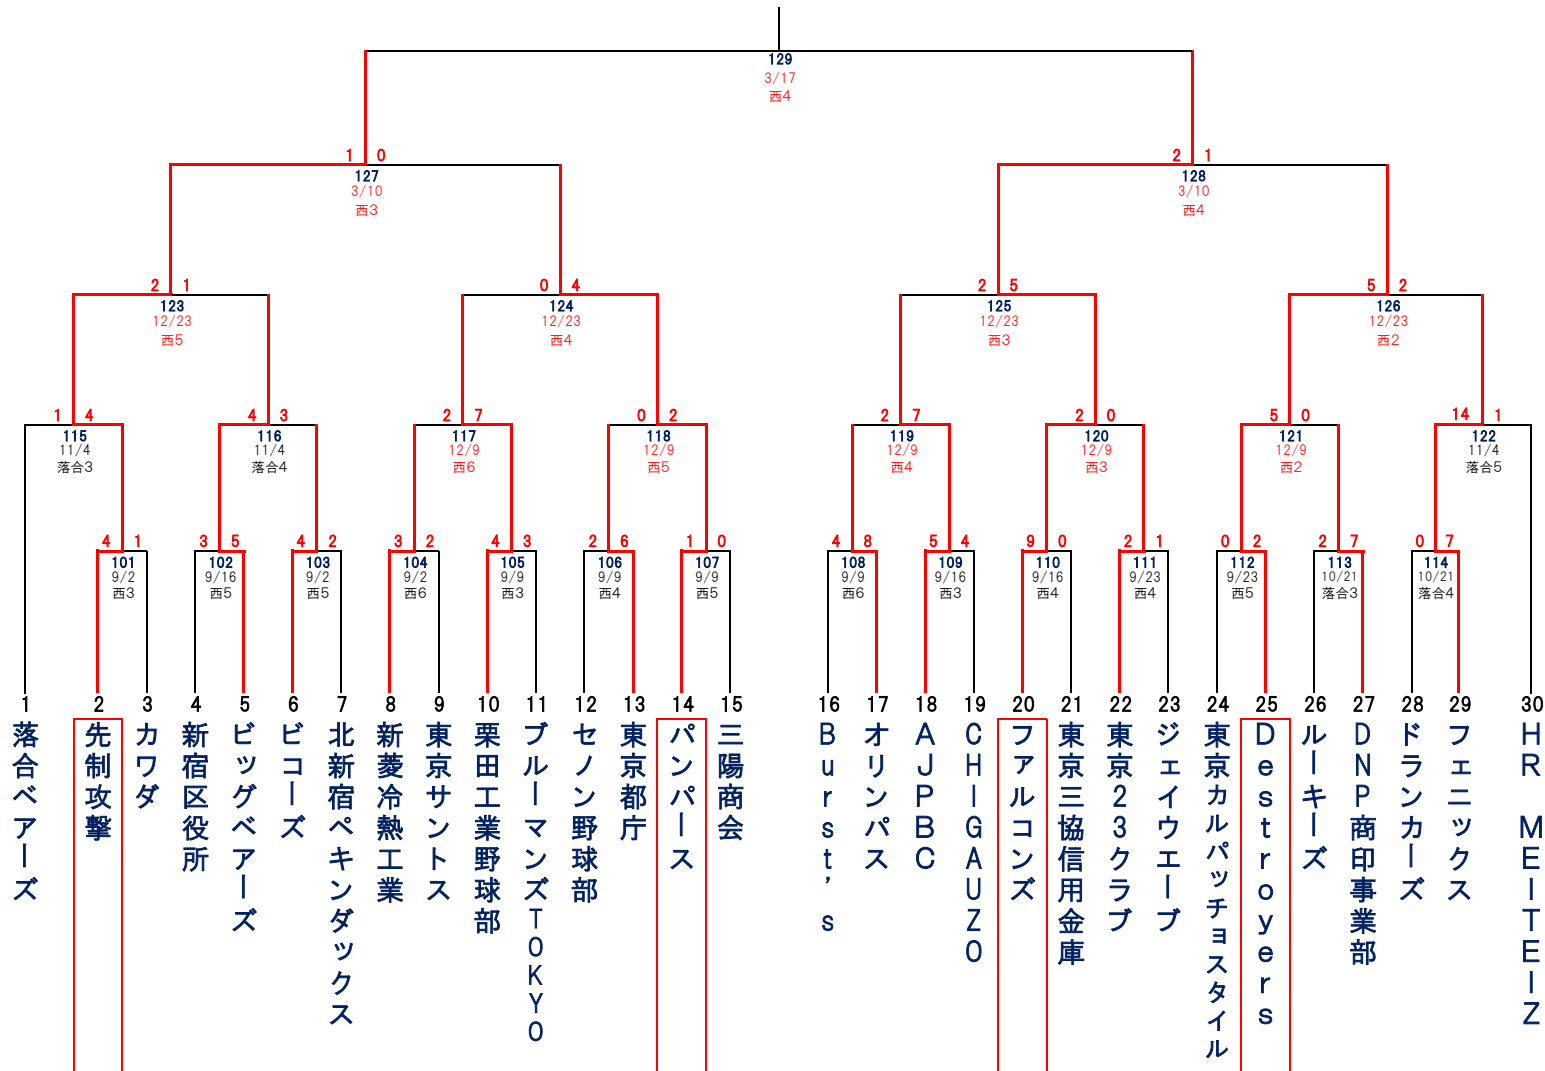 129
3/17
西4
1 0
127
3/10
西3
2 1
128
3/10
西4
2 1
123
12/23
西5
0 4
124
12/23
西4
2 5
125
12/23
西3
5 2
126
12/23
西2
1 4
115
11/4
落合3
4 3
116
11/4
落合4
2 7
117
12/9
西6
0 2
118
12/9
西5
2 7
119
12/9
西4
2 0
120
12/9
西3
5 0
121
12/9
西2
14 1
122
11/4
落合5
4 1
101
9/2
西3
3 5
102
9/16
西5
4 2
103
9/2
西5
3 2
104
9/2
西6
4 3
105
9/9
西3
2 6
106
9/9
西4
1 0
107
9/9
西5
4 8
108
9/9
西6
5 4
109
9/16
西3
9 0
110
9/16
西4
2 1
111
9/23
西4
0 2
112
9/23
西5
2 7
113
10/21
落合3
0 7
114
10/21
落合4
1
落合ベアーズ
2
先制攻撃
3
カワダ
4
新宿区役所
5
ビッグベアーズ
6
ビコーズ
7
北新宿ペキンダックス
8
新菱冷熱工業
9
東京サントス
10
栗田工業野球部
11
ブルーマンズTOKYO
12
セノン野球部
13
東京都庁
14
パンパース
15
三陽商会
16
Burst's
17
オリンパス
18
AJPBC
19
CHIGAUZO
20
ファルコンズ
21
東京三協信用金庫
22
東京23クラブ
23
ジェイウエーブ
24
東京カルパッチョスタイル
25
Destroyers
26
ルーキーズ
27
DNP商印事業部
28
ドランカーズ
29
フェニックス
30
HR MEITEIZ